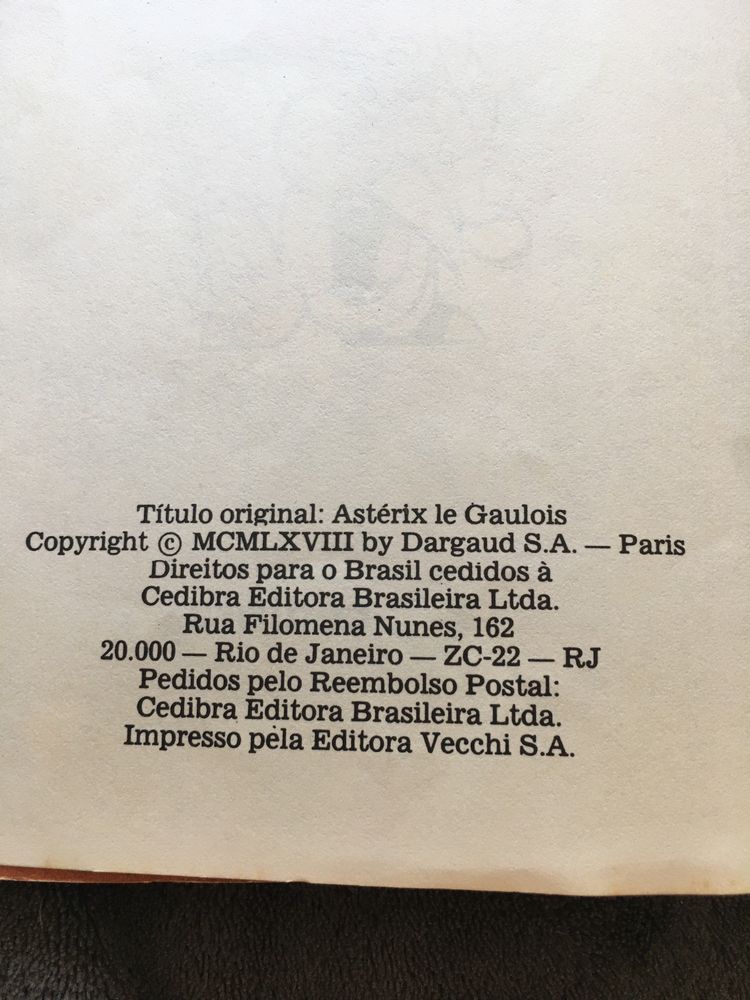 Título original: Astérix le Gaulois
Copyright © MCMLXVIII by Dargaud S.A. — Paris
Direitos para o Brasil cedidos à
Cedibra Editora Brasileira Ltda.
Rua Filomena Nunes, 162
20.000 — Rio de Janeiro — ZC-22 — RJ
Pedidos pelo Reembolso Postal:
Cedibra Editora Brasileira Ltda.
Impresso pela Editora Vecchi S.A.